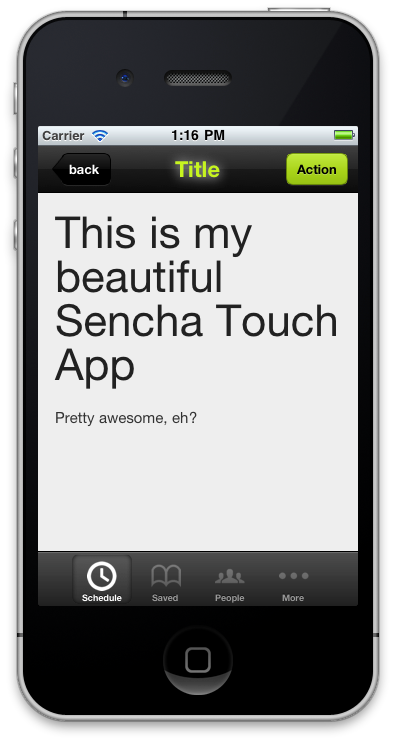 Carrier 1:16 PM
back Title Action
This is my
beautiful
Sencha Touch
App
Pretty awesome, eh?
Schedule Saved People More